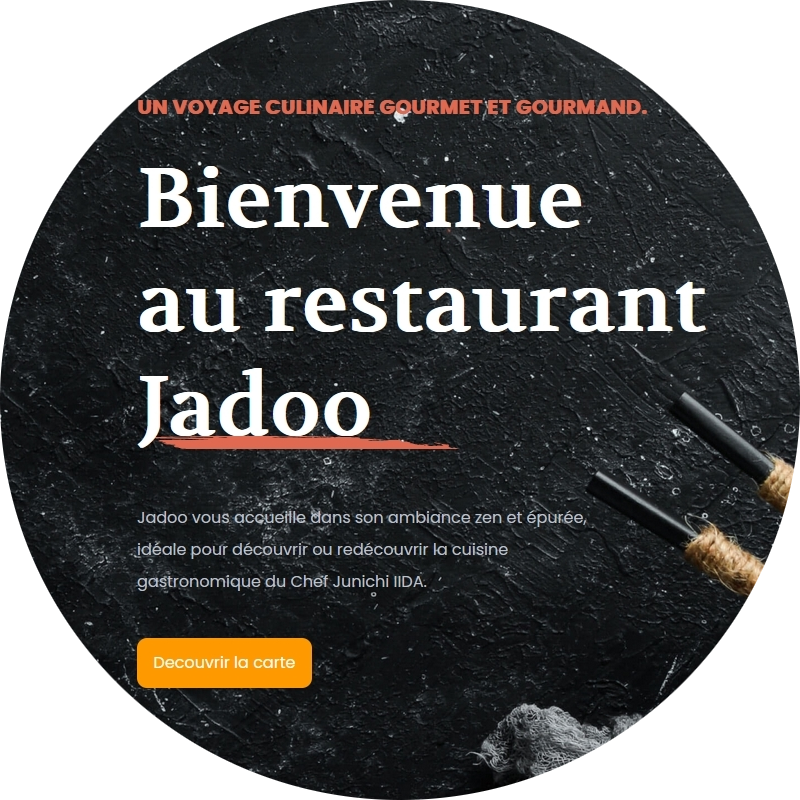 UN VOYAGE CULINAIRE GOURMET ET GOURMAND.
Bienvenue
au restaurant
Jadoo
Jadoo vous accueille dans son ambiance zen et épurée,
idéale pour découvrir ou redécouvrir la cuisine
gastronomique du Chef Junichi IIDA.
Decouvrir la carte